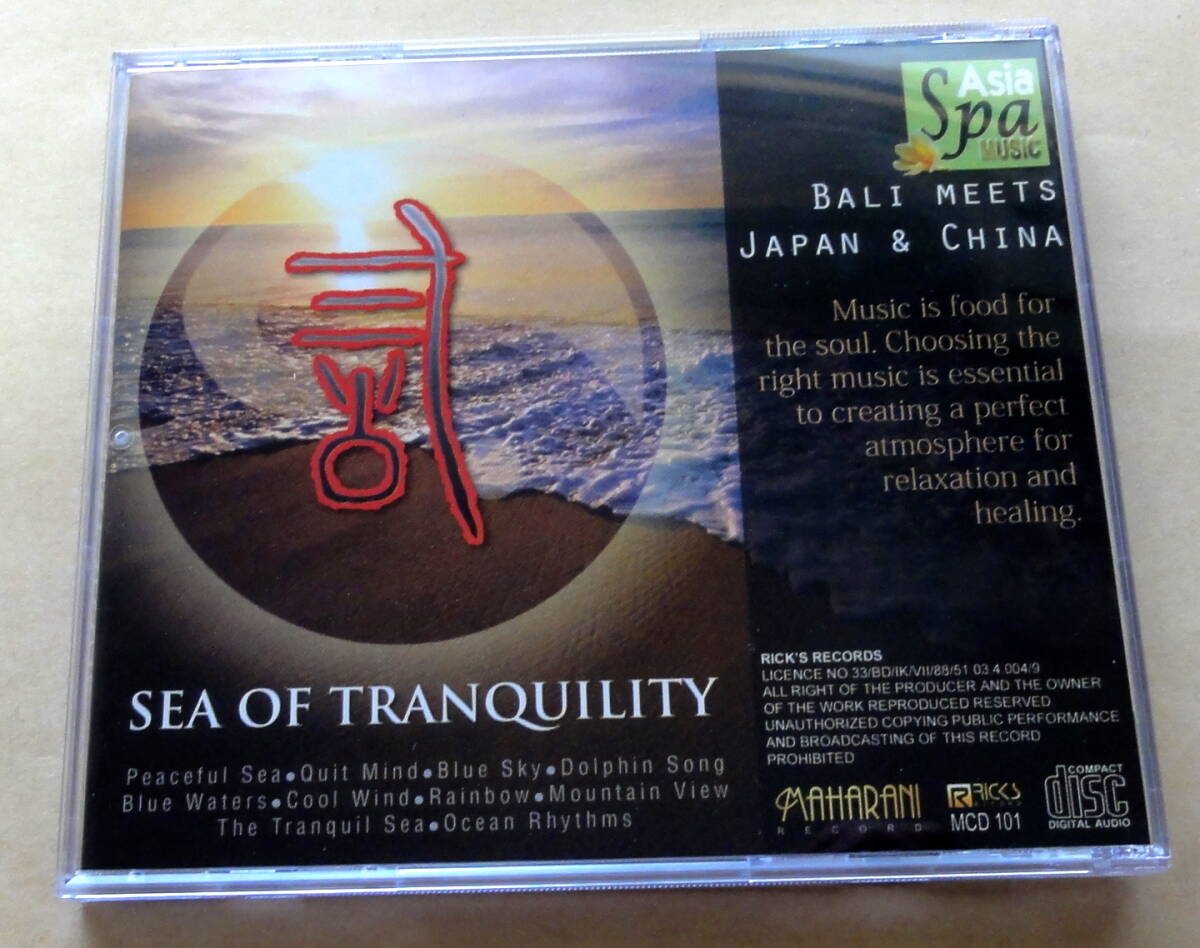 Asia
Spa
MUSIC
BALI MEETS
JAPAN & CHINA
Music is food for
the soul. Choosing the
right music is essential
to creating a perfect
atmosphere for
relaxation and
healing.
SEA OF TRANQUILITY
Peaceful Sea•Quit Mind•Blue Sky•Dolphin Song
Blue Waters•Cool Wind•Rainbow•Mountain View
The Tranquil Sea•Ocean Rhythms
RICK'S RECORDS
LICENCE NO 33/BD/IK/VII/88/51 03 4 004/9
ALL RIGHT OF THE PRODUCER AND THE OWNER
OF THE WORK REPRODUCED RESERVED
UNAUTHORIZED COPYING PUBLIC PERFORMANCE
AND BROADCASTING OF THIS RECORD
PROHIBITED
MAHARANI
RECORD
RICKS
RECORD
MCD 101
COMPACT
disc
DIGITAL AUDIO